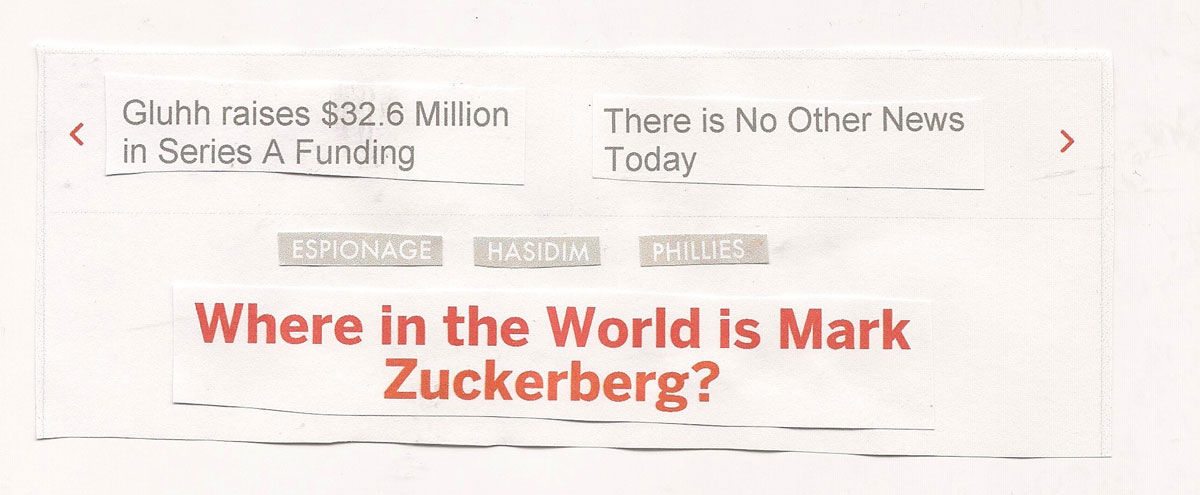 Gluhh raises $32.6 Million
in Series A Funding
There is No Other News
Today
ESPIONAGE
HASIDIM
PHILLIES
Where in the World is Mark
Zuckerberg?